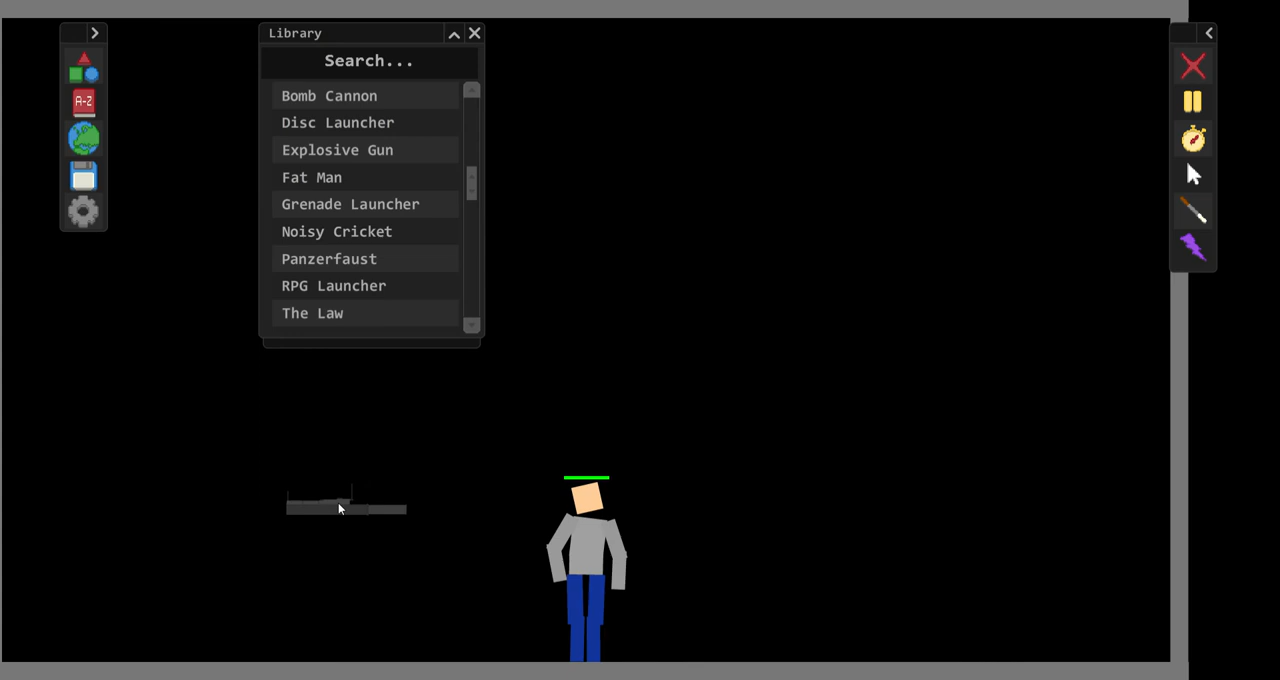 Library
Search...
A-Z
Bomb Cannon
Disc Launcher
Explosive Gun
Fat Man
Grenade Launcher
Noisy Cricket
Panzerfaust
RPG Launcher
The Law